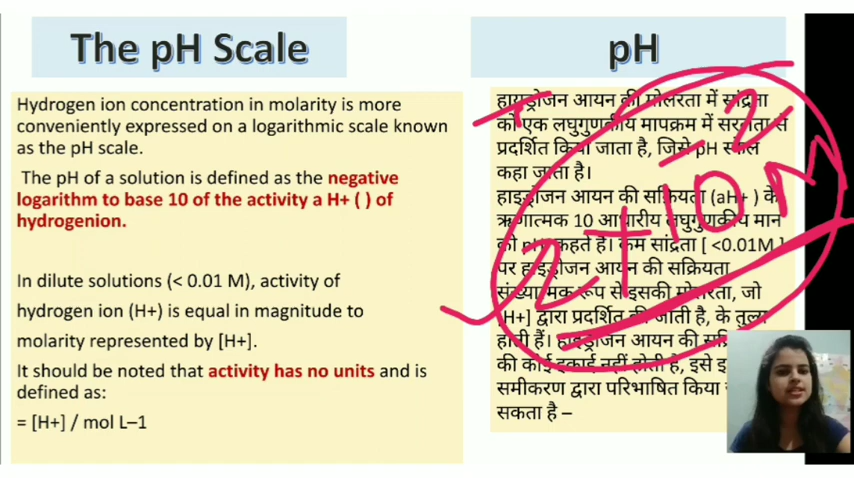 The pH Scale
Hydrogen ion concentration in molarity is more
conveniently expressed on a logarithmic scale known
as the pH scale.
The pH of a solution is defined as the negative
logarithm to base 10 of the activity a H+ ( ) of
hydrogenion.
In dilute solutions (< 0.01 M), activity of
hydrogen ion (H+) is equal in magnitude to
molarity represented by [H+].
It should be noted that activity has no units and is
defined as:
= [H+] / mol L–1
pH
हायड्रोजन आयन की मोलरता में सांद्रता
को एक लघुगुणकीय मापक्रम में सरलता से
प्रदर्शित किया जाता है, जिसे pH स्केल
कहा जाता है।
हाइड्रोजन आयन की सक्रियता (aH+ ) के
ऋणात्मक 10 आधारीय लघुगुणकीय मान
को pH कहते है। कम सांद्रता [ <0.01M ]
पर हाइड्रोजन आयन की सक्रियता
संख्यात्मक रूप से इसकी मोलरता, जो
[H+] द्वारा प्रदर्शित की जाती है, के तुल्य
होती हैं। हाइड्रोजन आयन की
की कोई इकाई नहीं होती है, इसे
समीकरण द्वारा परिभाषित किया
सकता है –
2×10-2 M